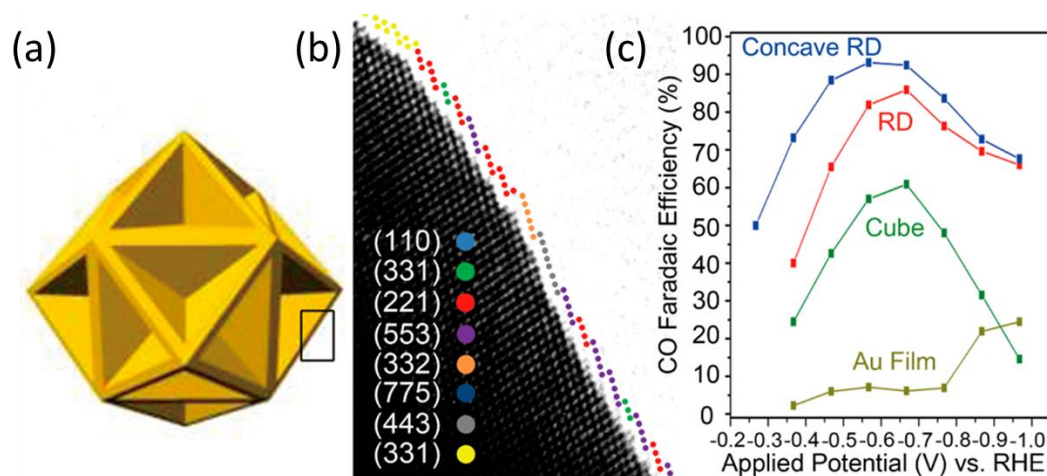 (a)
(b)
(110)
(331)
(221)
(553)
(332)
(775)
(443)
(331)
(c)
CO Faradaic Efficiency (%)
100
90
80
70
60
50
40
30
20
10
0
Concave RD
RD
Cube
Au Film
-0.2 -0.3 -0.4 -0.5 -0.6 -0.7 -0.8 -0.9 -1.0
Applied Potential (V) vs. RHE